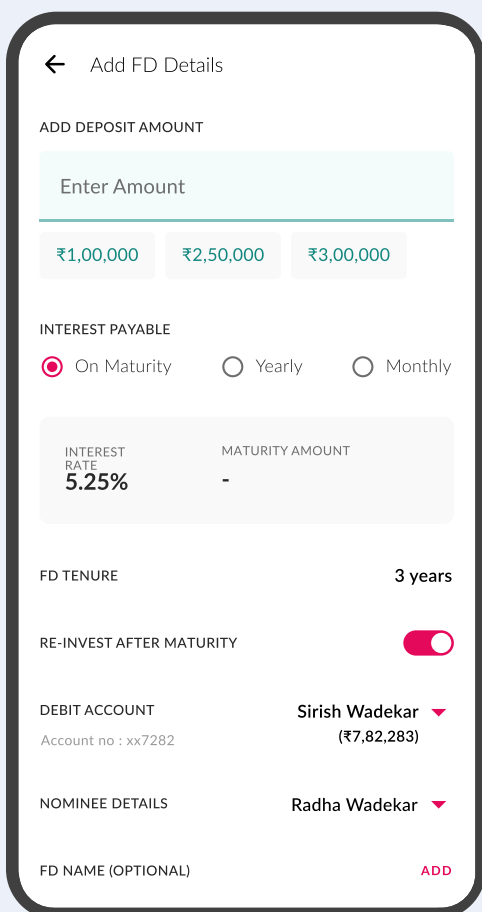 Add FD Details
ADD DEPOSIT AMOUNT
Enter Amount
₹1,00,000 ₹2,50,000 ₹3,00,000
INTEREST PAYABLE
On Maturity Yearly Monthly
INTEREST
RATE
5.25%
MATURITY AMOUNT
-
FD TENURE 3 years
RE-INVEST AFTER MATURITY
DEBIT ACCOUNT Sirish Wadekar
Account no : xx7282 (₹7,82,283)
NOMINEE DETAILS Radha Wadekar
FD NAME (OPTIONAL) ADD